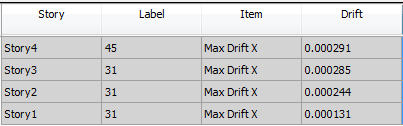 Story Label Item Drift
Story4 45 Max Drift X 0.000291
Story3 31 Max Drift X 0.000285
Story2 31 Max Drift X 0.000244
Story1 31 Max Drift X 0.000131